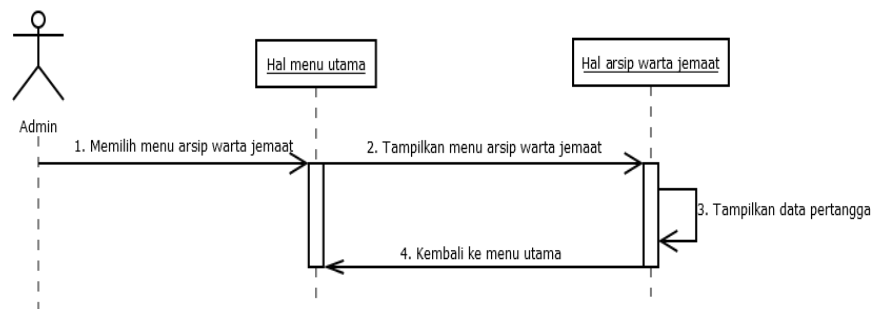 Hal menu utama
Hal arsip warta jemaat
Admin
1. Memilih menu arsip warta jemaat
2. Tampilkan menu arsip warta jemaat
3. Tampilkan data pertangga
4. Kembali ke menu utama